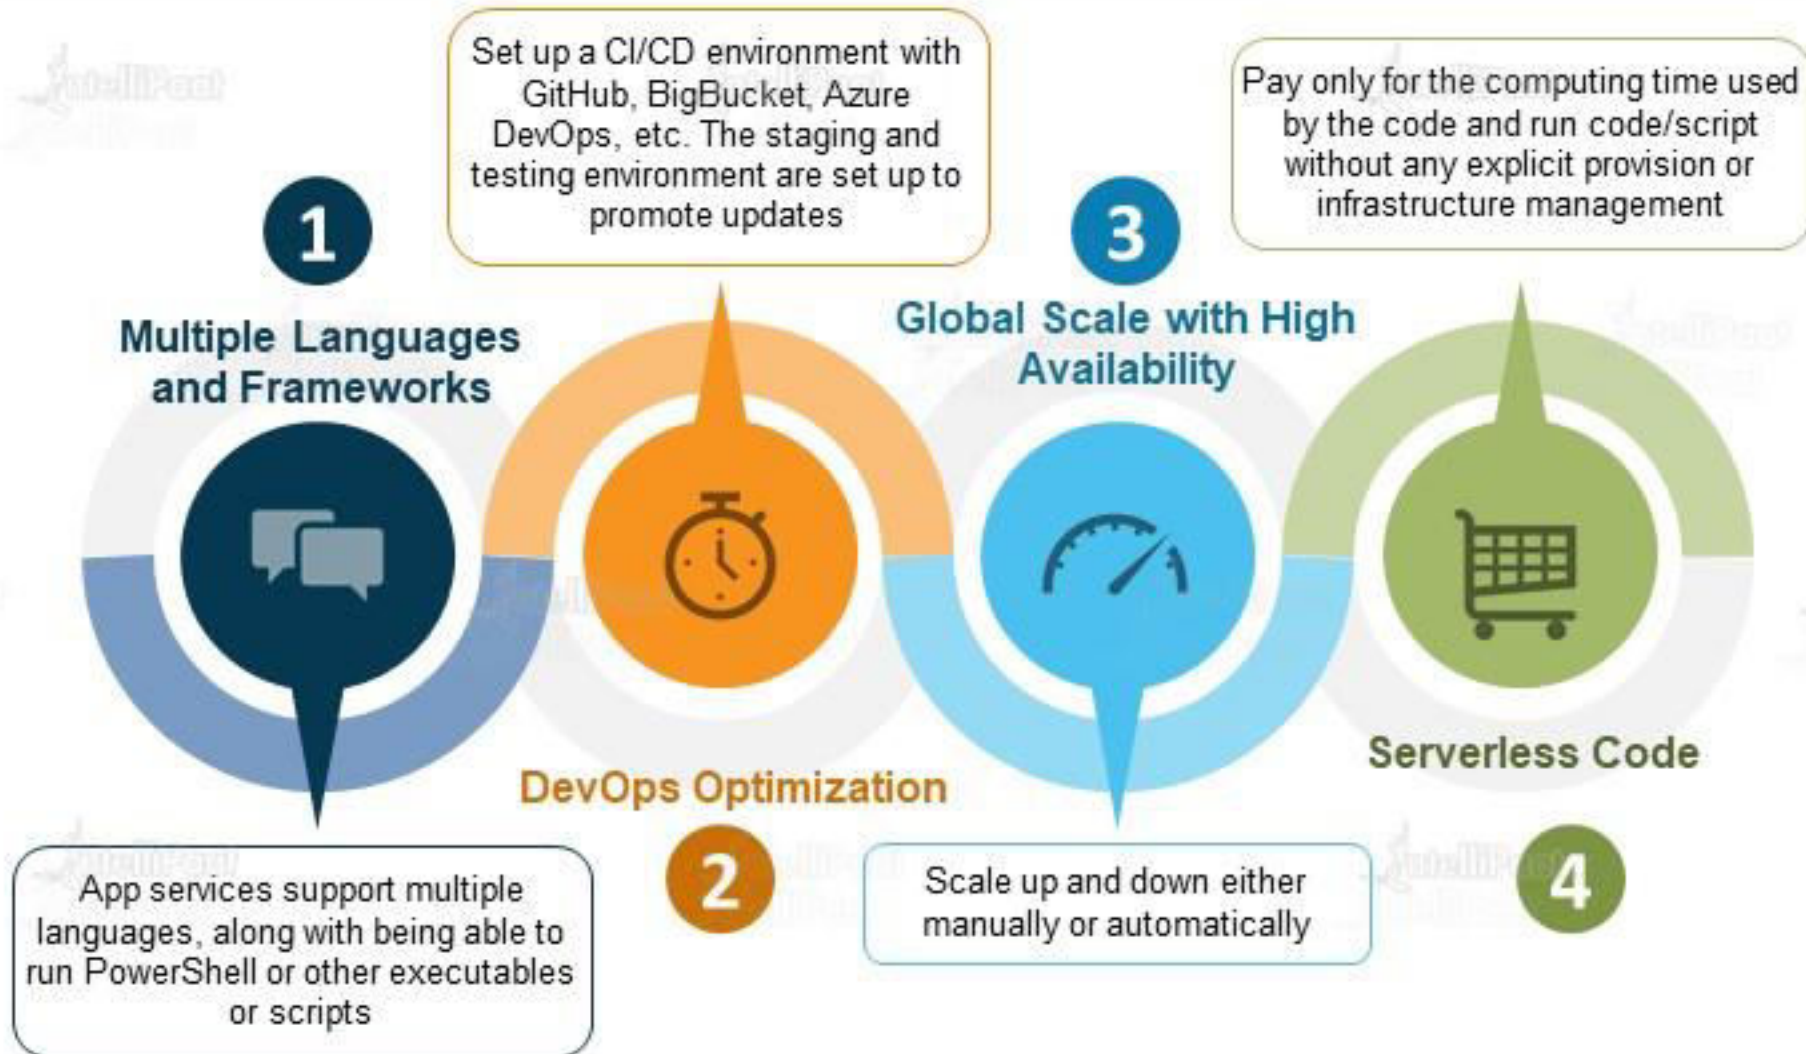 1
Multiple Languages
and Frameworks
App services support multiple
languages, along with being able to
run PowerShell or other executables
or scripts
Set up a CI/CD environment with
GitHub, BigBucket, Azure
DevOps, etc. The staging and
testing environment are set up to
promote updates
DevOps Optimization
2
3
Global Scale with High
Availability
Scale up and down either
manually or automatically
Pay only for the computing time used
by the code and run code/script
without any explicit provision or
infrastructure management
Serverless Code
4